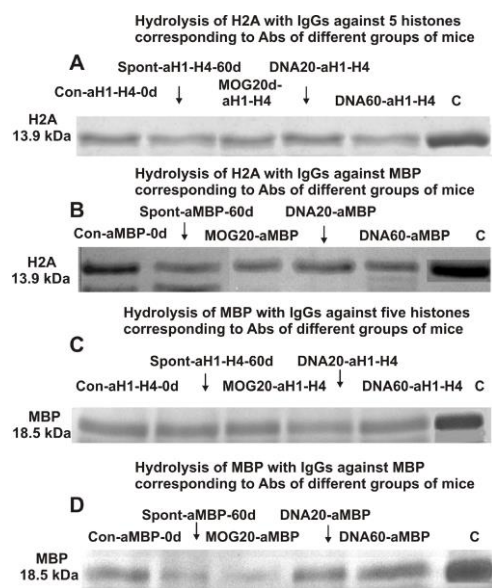 Hydrolysis of H2A with IgGs against 5 histones
corresponding to Abs of different groups of mice
A
Spont-aH1-H4-60d DNA20-aH1-H4
Con-aH1-H4-0d MOG20d-aH1-H4 DNA60-aH1-H4 C
H2A
13.9 kDa
Hydrolysis of H2A with IgGs against MBP
corresponding to Abs of different groups of mice
B
Spont-aMBP-60d DNA20-aMBP
Con-aMBP-0d MOG20-aMBP DNA60-aMBP C
H2A
13.9 kDa
Hydrolysis of MBP with IgGs against five histones
corresponding to Abs of different groups of mice
C
Spont-aH1-H4-60d DNA20-aH1-H4
Con-aH1-H4-0d MOG20-aH1-H4 DNA60-aH1-H4 C
MBP
18.5 kDa
Hydrolysis of MBP with IgGs against MBP
corresponding to Abs of different groups of mice
D
Spont-aMBP-60d DNA20-aMBP
Con-aMBP-0d MOG20-aMBP DNA60-aMBP C
MBP
18.5 kDa